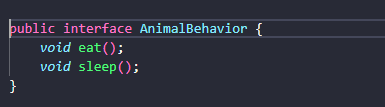 public interface AnimalBehavior {
    void eat();
    void sleep();
}